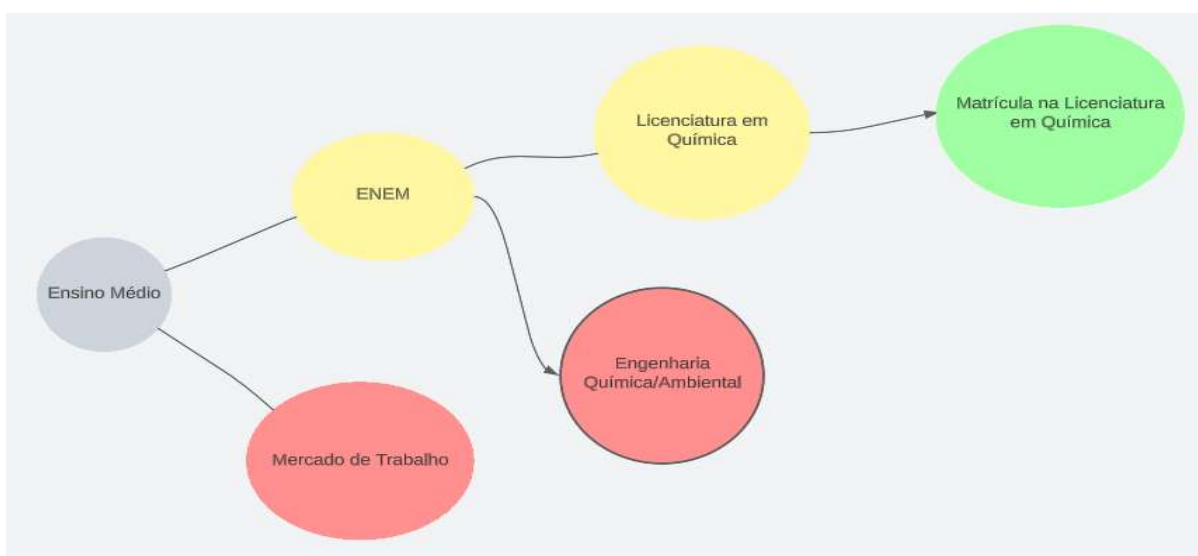 Ensino Médio
ENEM
Licenciatura em
Química
Matrícula na Licenciatura
em Química
Engenharia
Química/Ambiental
Mercado de Trabalho